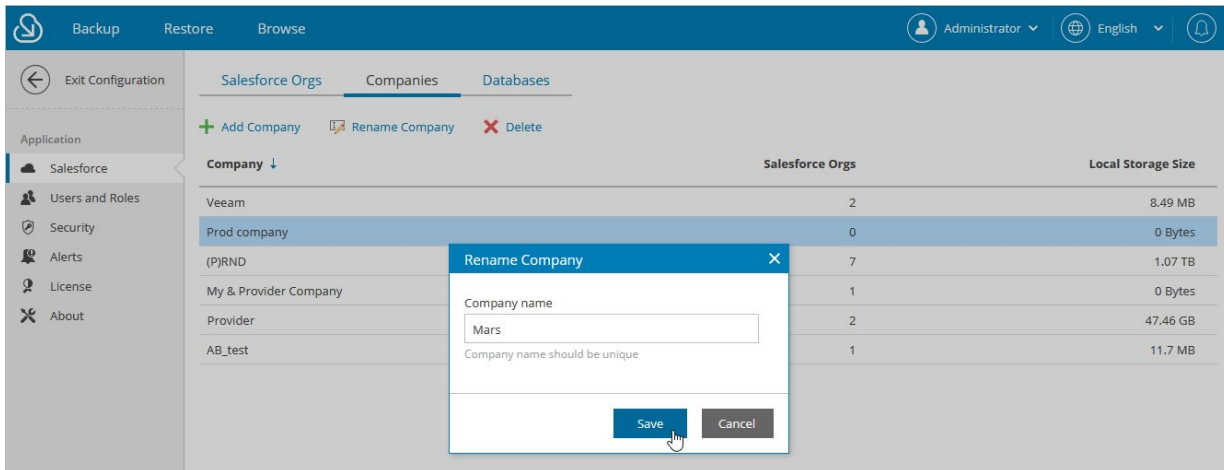 Backup Restore Browse Administrator English
Exit Configuration
Salesforce Orgs Companies Databases
Add Company Rename Company Delete
Application
Salesforce
Users and Roles
Security
Alerts
License
About
Company ↓ Salesforce Orgs Local Storage Size
Veeam 2 8.49 MB
Prod company 0 0 Bytes
(P)RND 7 1.07 TB
My & Provider Company 1 0 Bytes
Provider 2 47.46 GB
AB_test 1 11.7 MB
Rename Company
Company name
Mars
Company name should be unique
Save Cancel